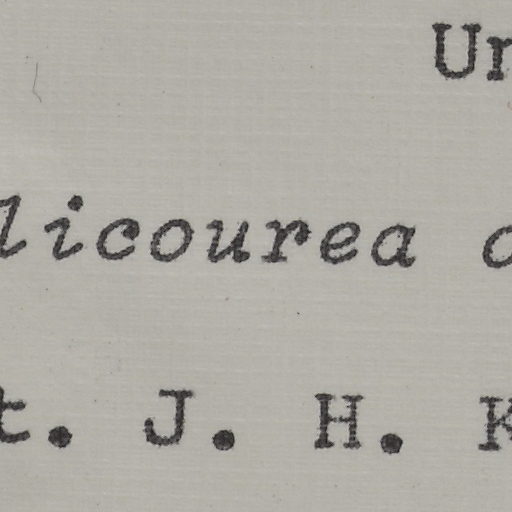 Un
licourea
t. J. H. K